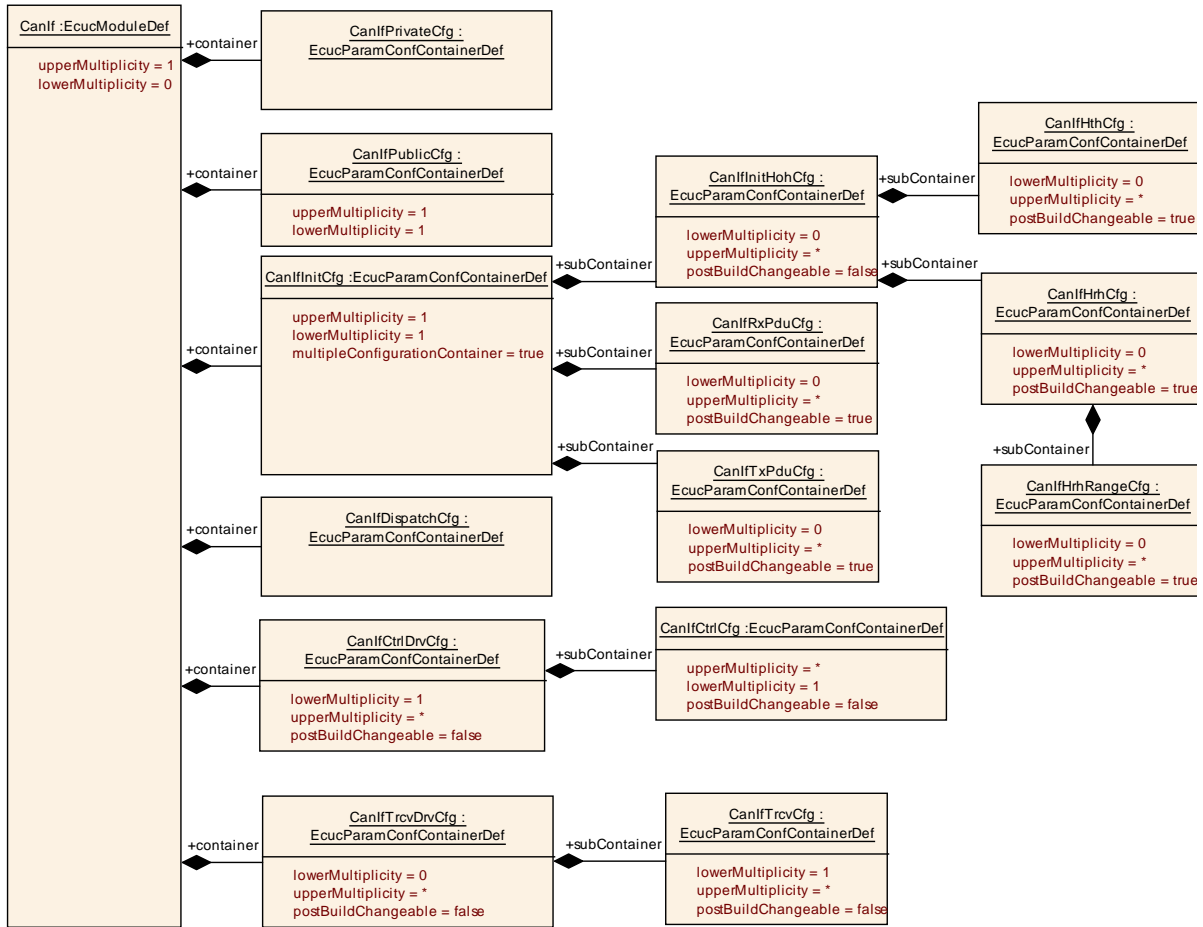 CanIf :EcucModuleDef
upperMultiplicity = 1
lowerMultiplicity = 0
+container
CanIfPrivateCfg :
EcucParamConfContainerDef
+container
CanIfPublicCfg :
EcucParamConfContainerDef
upperMultiplicity = 1
lowerMultiplicity = 1
+container
CanIfInitCfg :EcucParamConfContainerDef
upperMultiplicity = 1
lowerMultiplicity = 1
multipleConfigurationContainer = true
+subContainer
CanIfInitHohCfg :
EcucParamConfContainerDef
lowerMultiplicity = 0
upperMultiplicity = *
postBuildChangeable = false
+subContainer
CanIfHthCfg :
EcucParamConfContainerDef
lowerMultiplicity = 0
upperMultiplicity = *
postBuildChangeable = true
+subContainer
CanIfHrhCfg :
EcucParamConfContainerDef
lowerMultiplicity = 0
upperMultiplicity = *
postBuildChangeable = true
+subContainer
CanIfHrhRangeCfg :
EcucParamConfContainerDef
lowerMultiplicity = 0
upperMultiplicity = *
postBuildChangeable = true
+subContainer
CanIfRxPduCfg :
EcucParamConfContainerDef
lowerMultiplicity = 0
upperMultiplicity = *
postBuildChangeable = true
+subContainer
CanIfTxPduCfg :
EcucParamConfContainerDef
lowerMultiplicity = 0
upperMultiplicity = *
postBuildChangeable = true
+container
CanIfDispatchCfg :
EcucParamConfContainerDef
+container
CanIfCtrlDrvCfg :
EcucParamConfContainerDef
lowerMultiplicity = 1
upperMultiplicity = *
postBuildChangeable = false
+subContainer
CanIfCtrlCfg :EcucParamConfContainerDef
upperMultiplicity = *
lowerMultiplicity = 1
postBuildChangeable = false
+container
CanIfTrcvDrvCfg :
EcucParamConfContainerDef
lowerMultiplicity = 0
upperMultiplicity = *
postBuildChangeable = false
+subContainer
CanIfTrcvCfg :
EcucParamConfContainerDef
lowerMultiplicity = 1
upperMultiplicity = *
postBuildChangeable = false